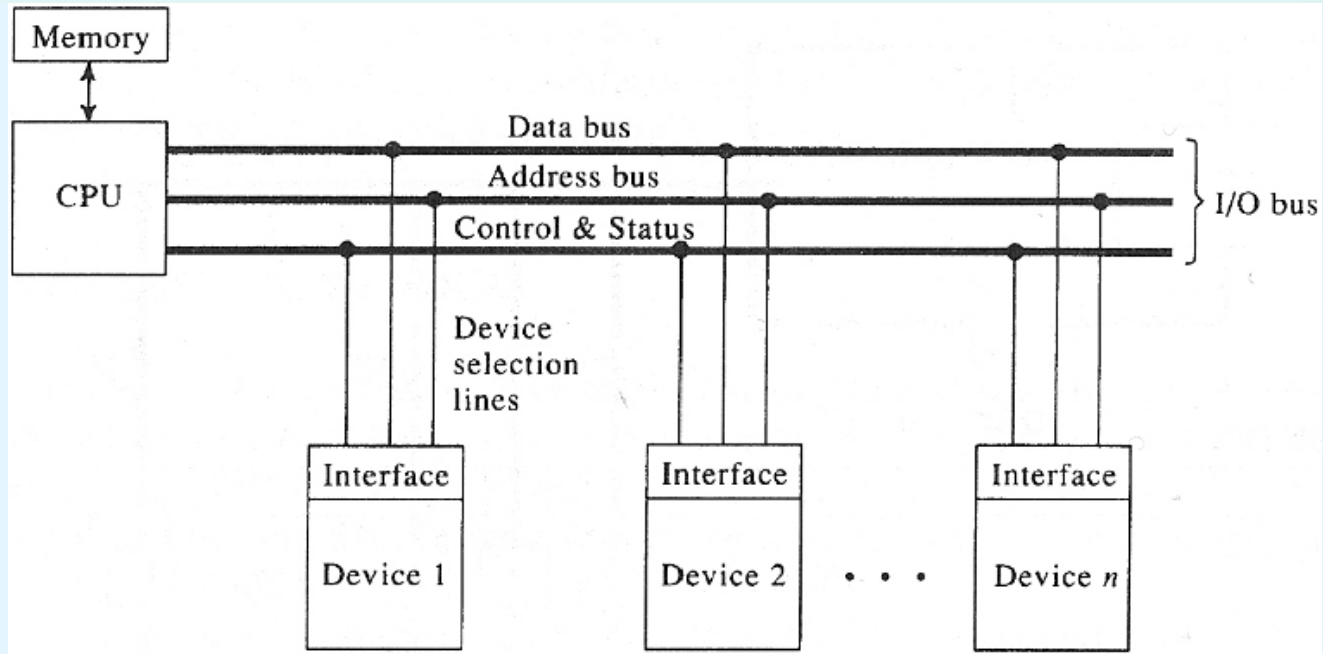 Memory
CPU
Data bus
Address bus
Control & Status
I/O bus
Device
selection
lines
Interface
Device 1
Interface
Device 2
. . .
Interface
Device n